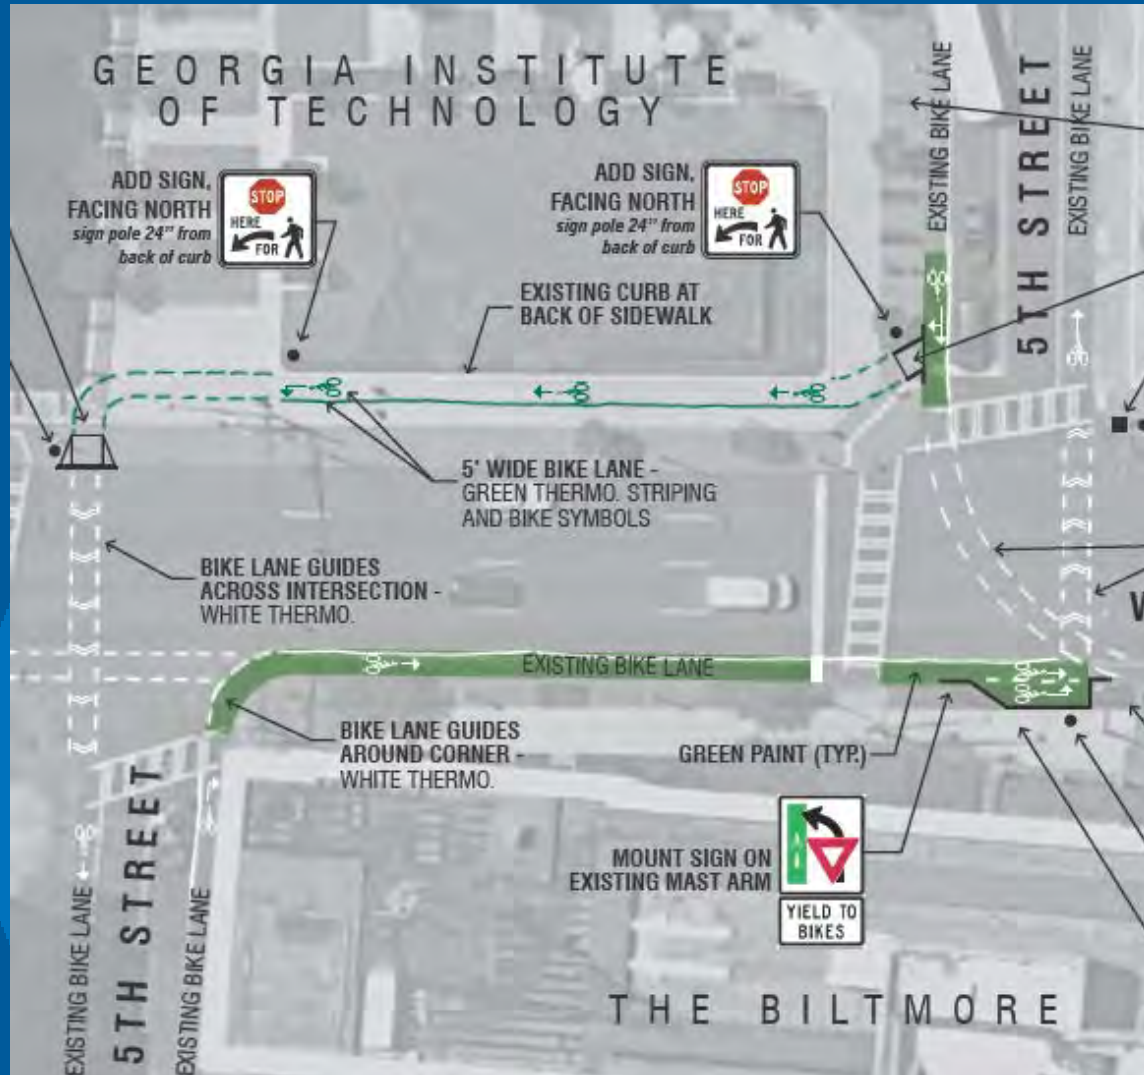 GEORGIA INSTITUTE
OF TECHNOLOGY
ADD SIGN,
FACING NORTH
sign pole 24" from
back of curb
STOP
HERE
FOR
ADD SIGN,
FACING NORTH
sign pole 24" from
back of curb
STOP
HERE
FOR
EXISTING BIKE LANE
5TH STREET
EXISTING BIKE LANE
EXISTING CURB AT
BACK OF SIDEWALK
5' WIDE BIKE LANE -
GREEN THERMO. STRIPING
AND BIKE SYMBOLS
BIKE LANE GUIDES
ACROSS INTERSECTION -
WHITE THERMO.
EXISTING BIKE LANE
BIKE LANE GUIDES
AROUND CORNER -
WHITE THERMO.
GREEN PAINT (TYP.)
MOUNT SIGN ON
EXISTING MAST ARM
YIELD TO
BIKES
EXISTING BIKE LANE
5TH STREET
EXISTING BIKE LANE
THE BILTMORE